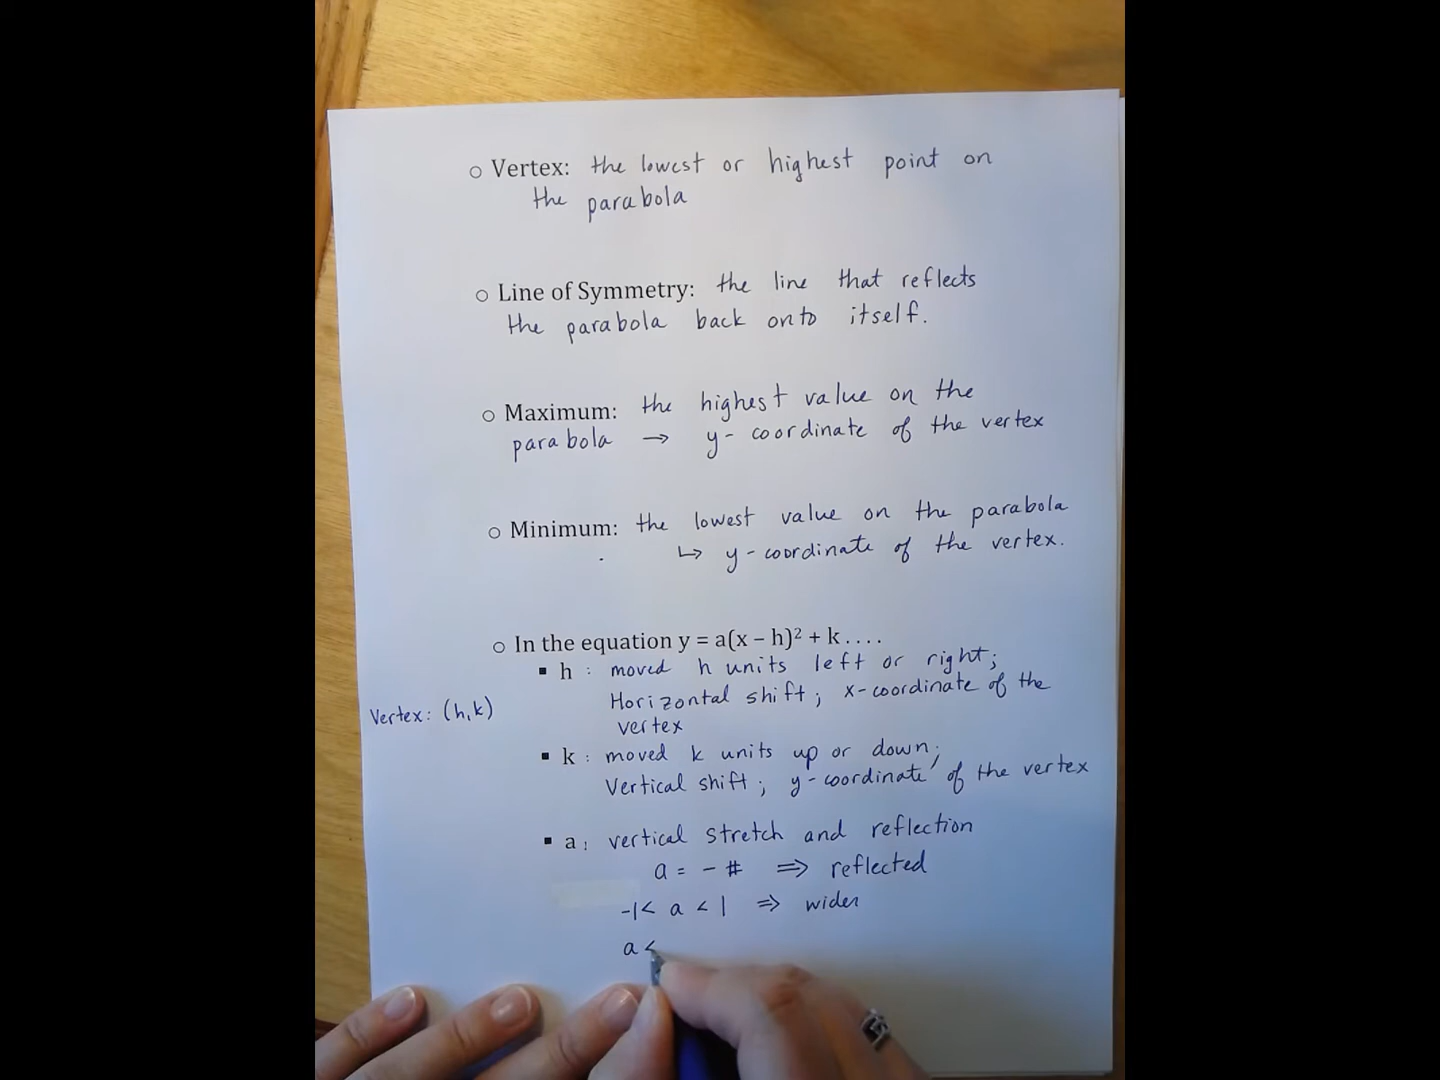 ○ Vertex: the lowest or highest point on
the parabola
○ Line of Symmetry: the line that reflects
the parabola back onto itself.
○ Maximum: the highest value on the
parabola → y-coordinate of the vertex
○ Minimum: the lowest value on the parabola
↳ y-coordinate of the vertex.
○ In the equation y = a(x – h)² + k . . . .
▪ h : moved h units left or right;
Horizontal shift; x-coordinate of the
vertex
Vertex: (h,k)
▪ k : moved k units up or down;
Vertical shift; y-coordinate of the vertex
▪ a : vertical stretch and reflection
a = - # ⇒ reflected
-1< a < 1 ⇒ wider
a <